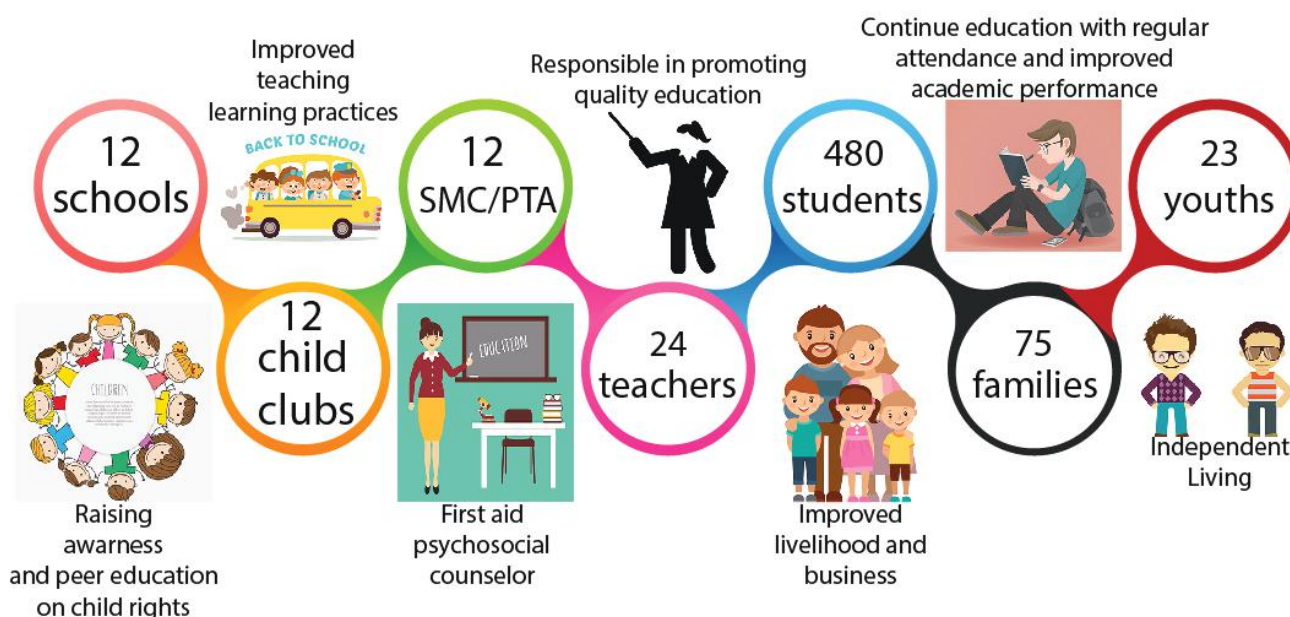 12
schools
Improved
teaching
learning practices
BACK TO SCHOOL
12
SMC/PTA
Responsible in promoting
quality education
480
students
Continue education with regular
attendance and improved
academic performance
23
youths
CHILDREN
Raising
awarness
and peer education
on child rights
12
child
clubs
EDUCATION
First aid
psychosocial
counselor
24
teachers
Improved
livelihood and
business
75
families
Independent
Living